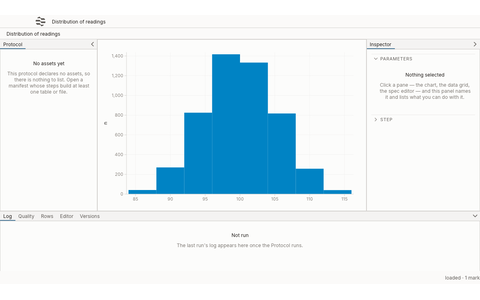 Distribution of readings
Distribution of readings
Protocol
No assets yet
This protocol declares no assets, so
there is nothing to list. Open a
manifest whose steps build at least
one table or file.
1,400
1,200
1,000
800
600
400
200
0
85
90
95
100
105
110
115
Inspector
PARAMETERS
Nothing selected
Click a pane — the chart, the data grid,
the spec editor — and this panel names
it and lists what you can do with it.
STEP
Log Quality Rows Editor Versions
Not run
The last run's log appears here once the Protocol runs.
loaded · 1 mark